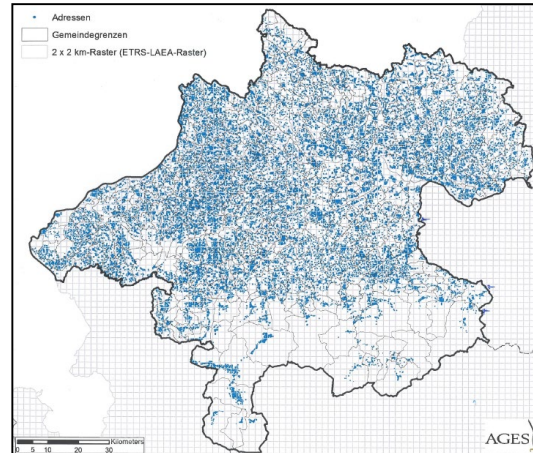 Adressen
Gemeindegrenzen
2 x 2 km-Raster (ETRS-LAEA-Raster)
Kilometers
0 5 10 20 30
AGES